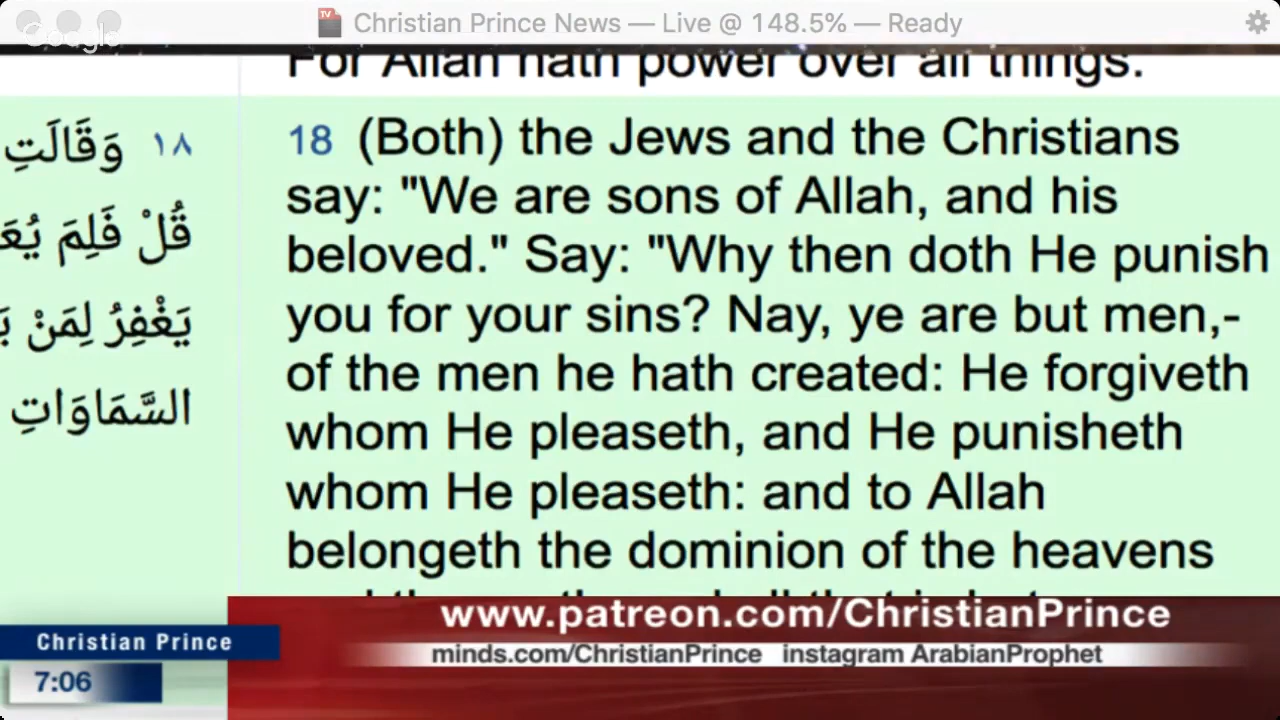 Christian Prince News — Live @ 148.5% — Ready
Google
For Allah hath power over all things.
١٨ وَقَالَتِ
قُلْ فَلِمَ
يَغْفِرُ لِمَنْ
السَّمَاوَاتِ
18 (Both) the Jews and the Christians
say: "We are sons of Allah, and his
beloved." Say: "Why then doth He punish
you for your sins? Nay, ye are but men,-
of the men he hath created: He forgiveth
whom He pleaseth, and He punisheth
whom He pleaseth: and to Allah
belongeth the dominion of the heavens
www.patreon.com/ChristianPrince
minds.com/ChristianPrince instagram ArabianProphet
Christian Prince
7:06